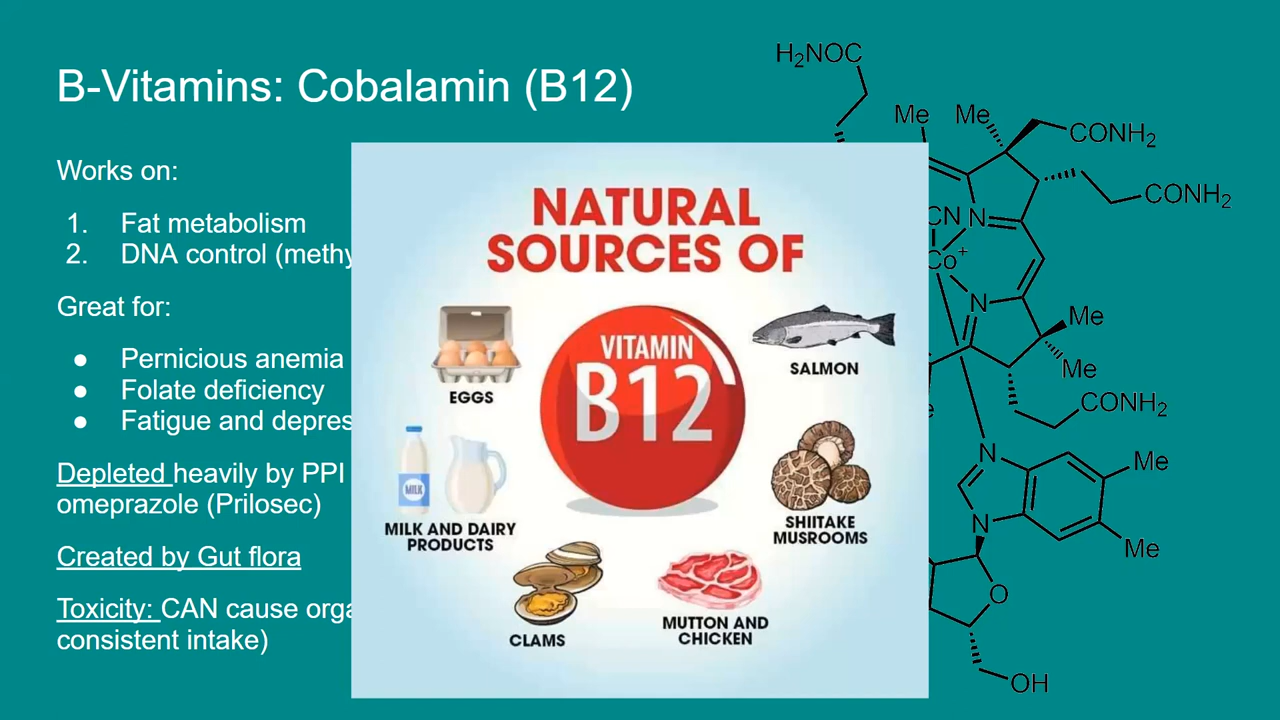 B-Vitamins: Cobalamin (B12)
Works on:
1. Fat metabolism
2. DNA control (methy
Great for:
● Pernicious anemia
● Folate deficiency
● Fatigue and depres
Depleted heavily by PPI
omeprazole (Prilosec)
Created by Gut flora
Toxicity: CAN cause orga
consistent intake)
NATURAL
SOURCES OF
VITAMIN
B12
EGGS
SALMON
MILK
MILK AND DAIRY
PRODUCTS
SHIITAKE
MUSROOMS
CLAMS
MUTTON AND
CHICKEN
H₂NOC
Me
Me
CONH₂
CONH₂
CN
N
Co⁺
N
Me
Me
CONH₂
e
N
Me
N
Me
O
OH